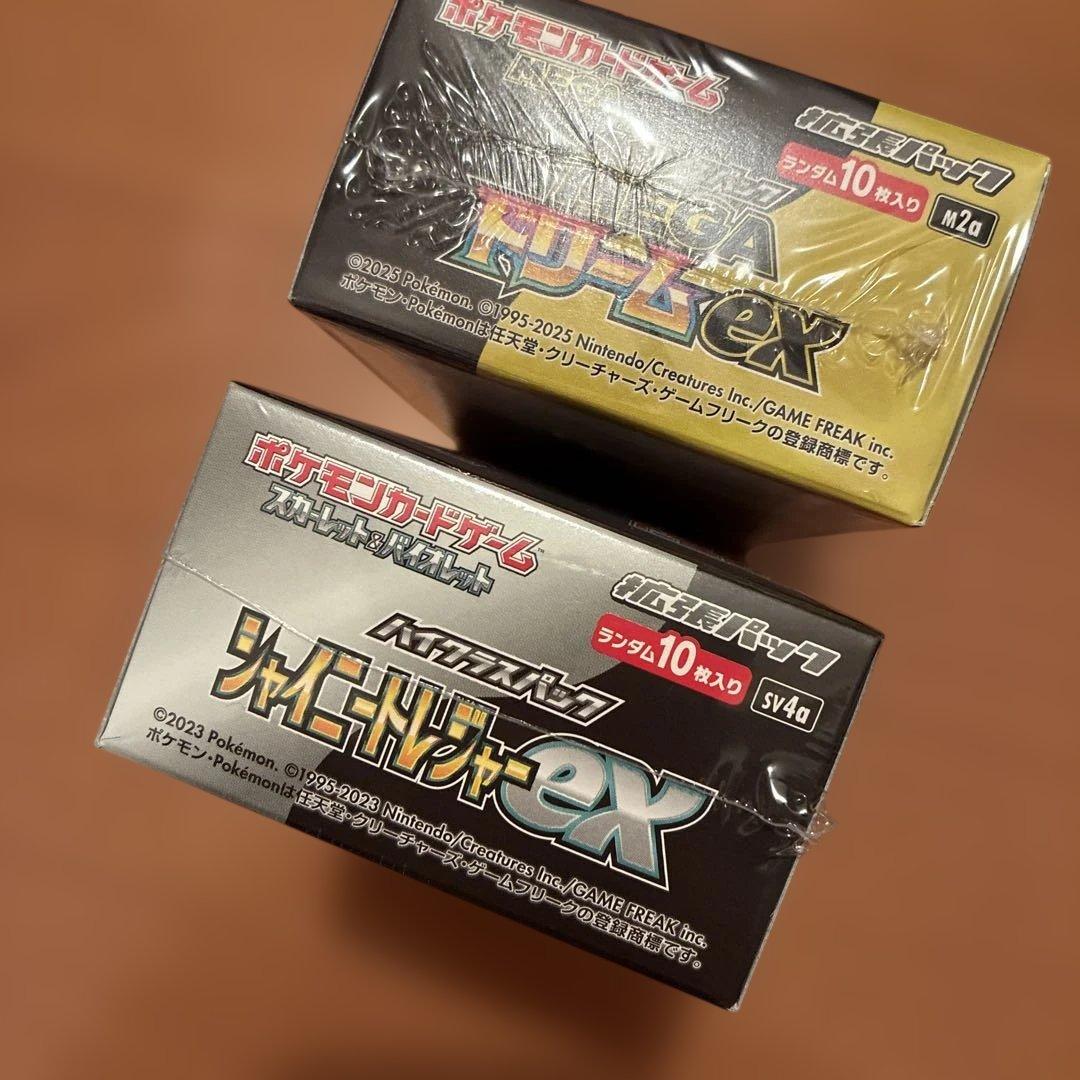 ポケモンカードゲーム
MEGA
拡張パック
ランダム10枚入り
M2a
MEGA
ドリームex
©2025 Pokémon. ©1995-2025 Nintendo/Creatures Inc./GAME FREAK inc.
ポケモン・Pokémonは任天堂・クリーチャーズ・ゲームフリークの登録商標です。
ポケモンカードゲーム™
スカーレット&バイオレット
拡張パック
ランダム10枚入り
SV4a
ハイクラスパック
シャイニートレジャーex
©2023 Pokémon. ©1995-2023 Nintendo/Creatures Inc./GAME FREAK inc.
ポケモン・Pokémonは任天堂・クリーチャーズ・ゲームフリークの登録商標です。